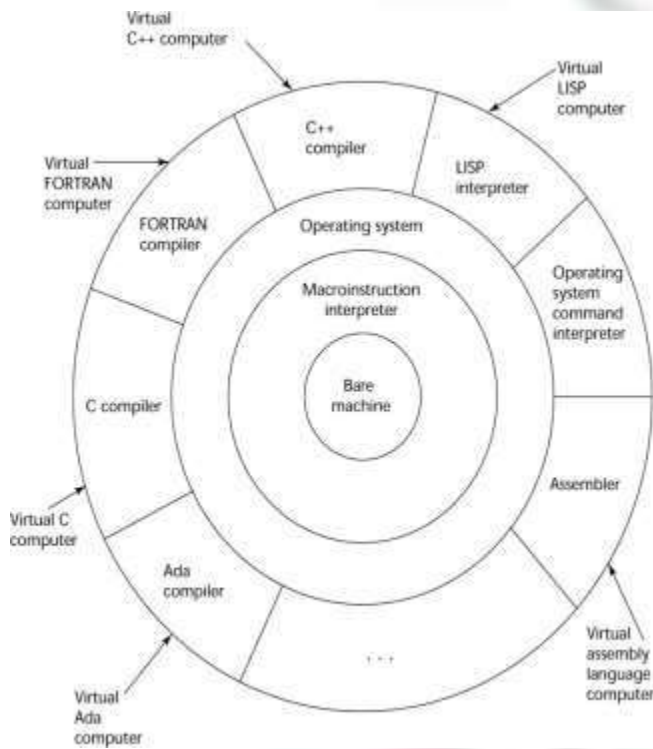 Virtual
C++ computer
Virtual
LISP
computer
C++
compiler
LISP
interpreter
Virtual
FORTRAN
computer
FORTRAN
compiler
Operating system
Operating
system
command
interpreter
Macroinstruction
interpreter
Bare
machine
C compiler
Assembler
Virtual C
computer
Ada
compiler
. . .
Virtual
assembly
language
computer
Virtual
Ada
computer